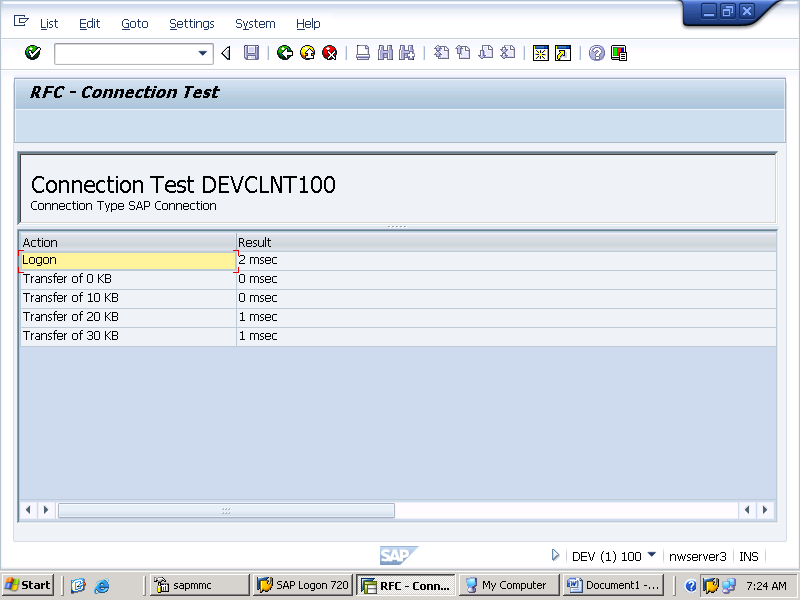 List Edit Goto Settings System Help
RFC - Connection Test
Connection Test DEVCLNT100
Connection Type SAP Connection
Action Result
Logon 2 msec
Transfer of 0 KB 0 msec
Transfer of 10 KB 0 msec
Transfer of 20 KB 1 msec
Transfer of 30 KB 1 msec
SAP DEV (1) 100 nwserver3 INS
Start sapmmc SAP Logon 720 RFC - Conn... My Computer Document1 -... 7:24 AM